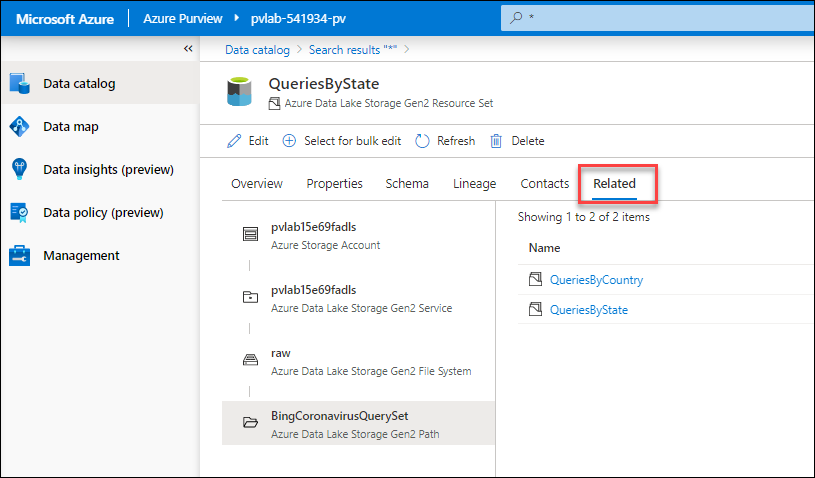 Microsoft Azure Azure Purview pvlab-541934-pv *
Data catalog Search results "*"
QueriesByState
Azure Data Lake Storage Gen2 Resource Set
Data catalog
Data map
Data insights (preview)
Data policy (preview)
Management
Edit Select for bulk edit Refresh Delete
Overview Properties Schema Lineage Contacts Related
pvlab15e69fadls
Azure Storage Account
pvlab15e69fadls
Azure Data Lake Storage Gen2 Service
raw
Azure Data Lake Storage Gen2 File System
BingCoronavirusQuerySet
Azure Data Lake Storage Gen2 Path
Showing 1 to 2 of 2 items
Name
QueriesByCountry
QueriesByState